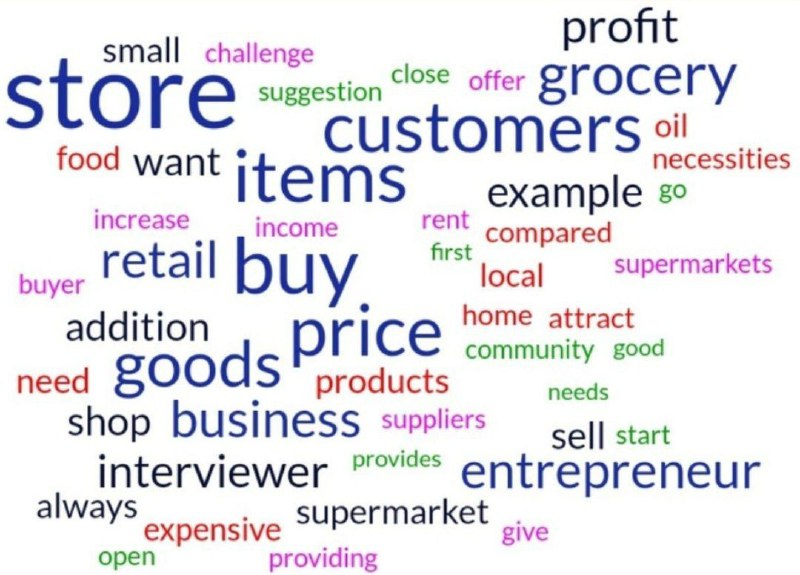 profit
small challenge
store
suggestion close offer grocery
customers oil
food want items necessities
example go
increase income rent compared
retail buy first local supermarkets
buyer
addition price home attract
goods community good
need products needs
shop business suppliers sell start
interviewer provides entrepreneur
always supermarket
expensive give
open providing